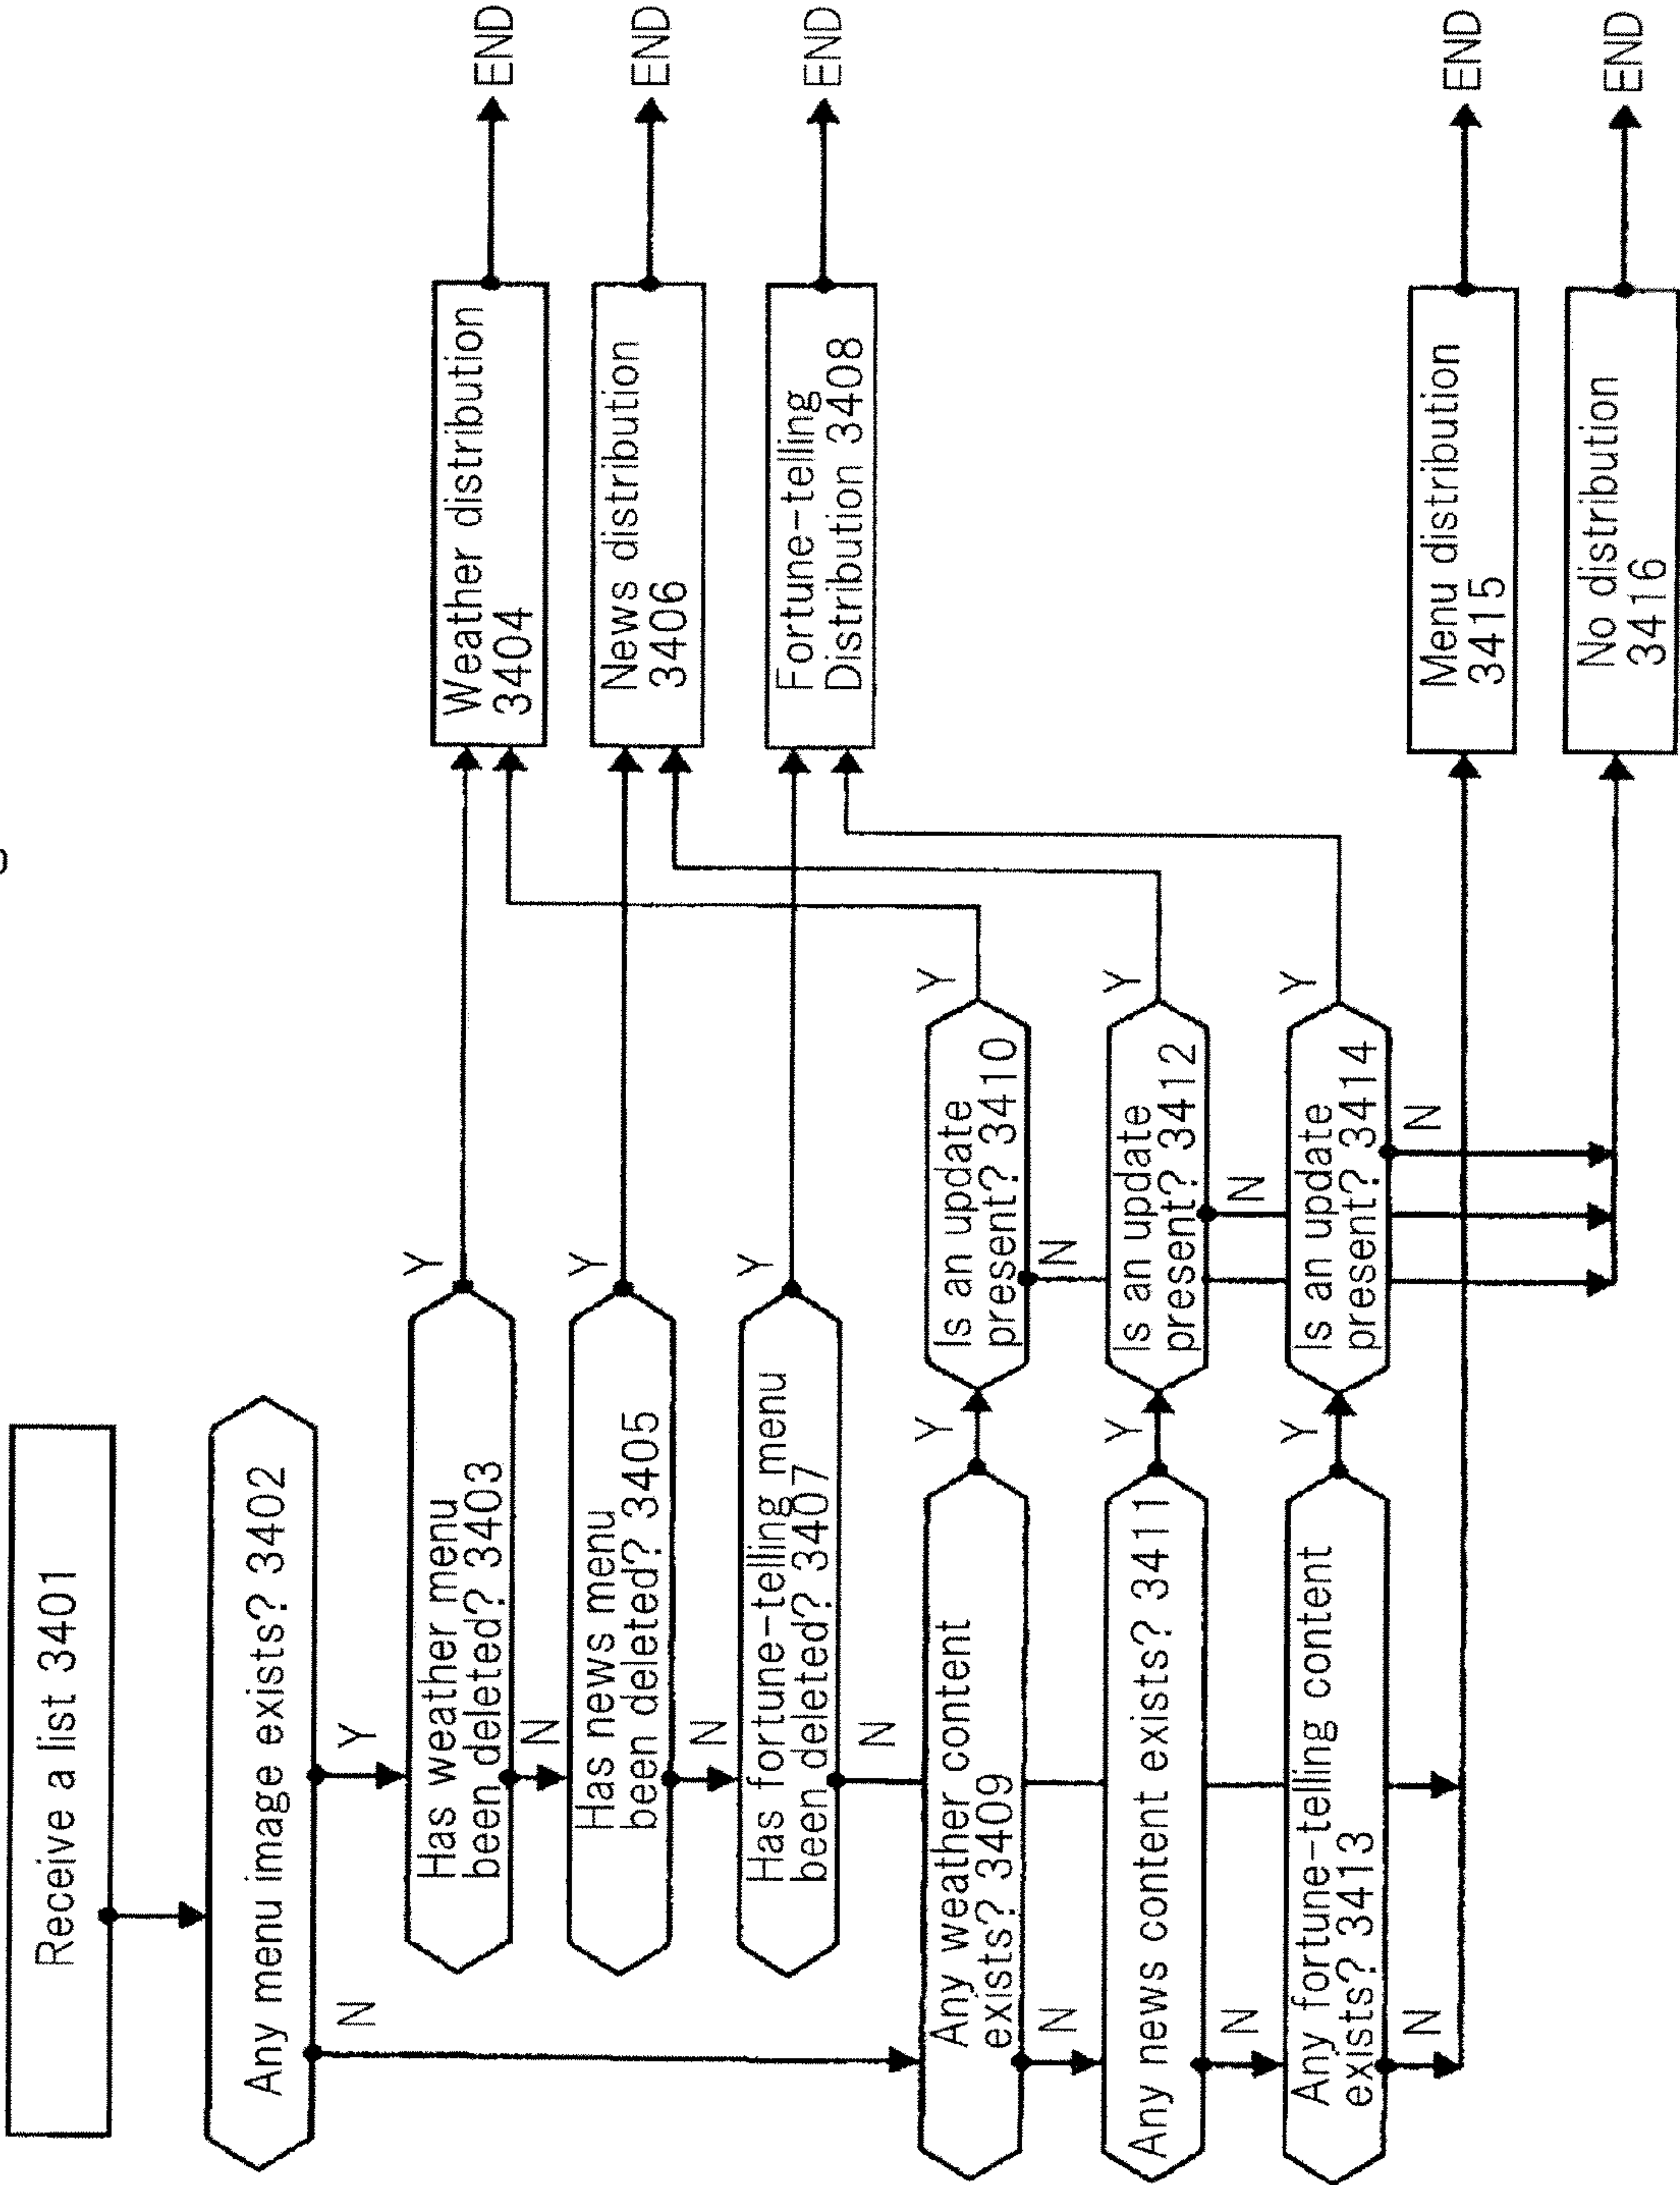 Receive a list 3401
Any menu image exists? 3402
Y
N
Has weather menu
been deleted? 3403
Y
N
Weather distribution
3404
END
Has news menu
been deleted? 3405
Y
N
News distribution
3406
END
Has fortune-telling menu
been deleted? 3407
Y
N
Fortune-telling
Distribution 3408
END
Any weather content
exists? 3409
Y
N
Is an update
present? 3410
Y
N
Any news content exists? 3411
Y
N
Is an update
present? 3412
Y
N
Any fortune-telling content
exists? 3413
Y
N
Is an update
present? 3414
Y
N
Menu distribution
3415
END
No distribution
3416
END